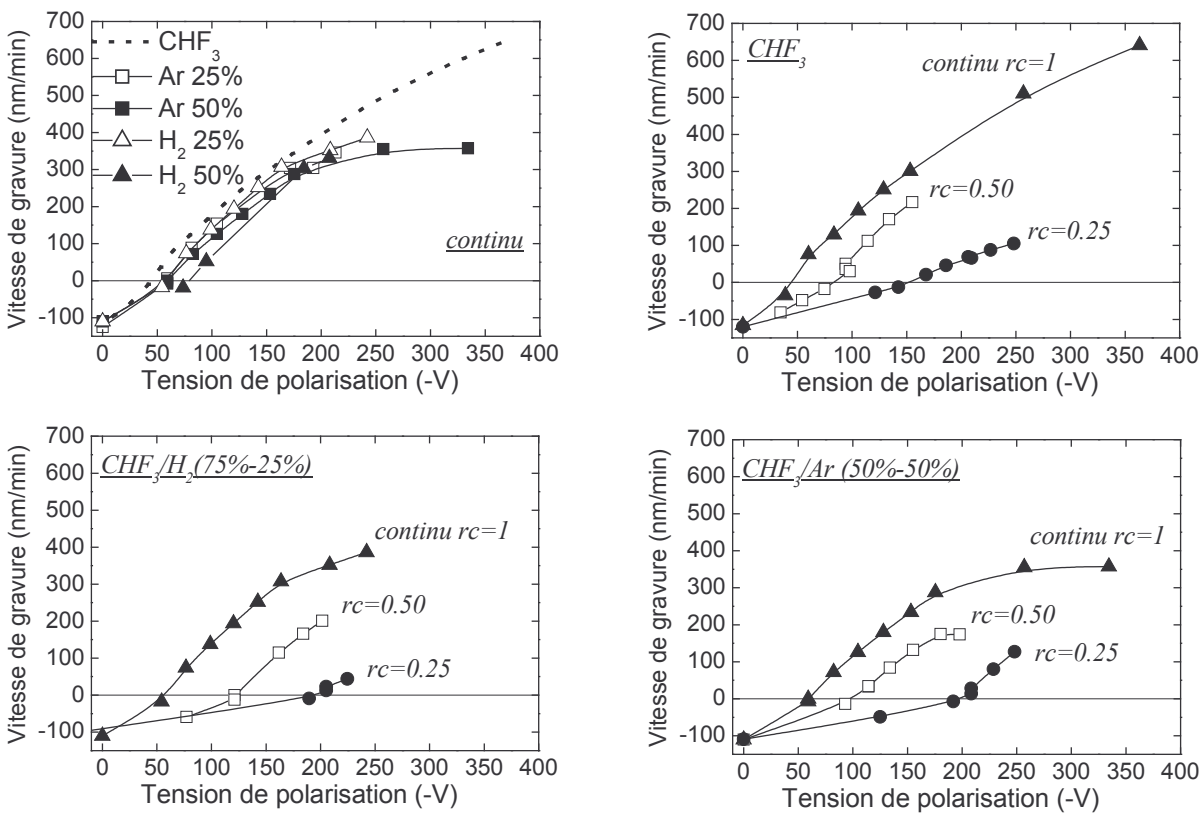 700
600
500
400
300
200
100
0
-100
Vitesse de gravure (nm/min)
CHF₃
Ar 25%
Ar 50%
H₂ 25%
H₂ 50%
continu
0 50 100 150 200 250 300 350 400
Tension de polarisation (-V)
700
600
500
400
300
200
100
0
-100
Vitesse de gravure (nm/min)
CHF₃
continu rc=1
rc=0.50
rc=0.25
0 50 100 150 200 250 300 350 400
Tension de polarisation (-V)
700
600
500
400
300
200
100
0
-100
Vitesse de gravure (nm/min)
CHF₃/H₂(75%-25%)
continu rc=1
rc=0.50
rc=0.25
0 50 100 150 200 250 300 350 400
Tension de polarisation (-V)
700
600
500
400
300
200
100
0
-100
Vitesse de gravure (nm/min)
CHF₃/Ar (50%-50%)
continu rc=1
rc=0.50
rc=0.25
0 50 100 150 200 250 300 350 400
Tension de polarisation (-V)